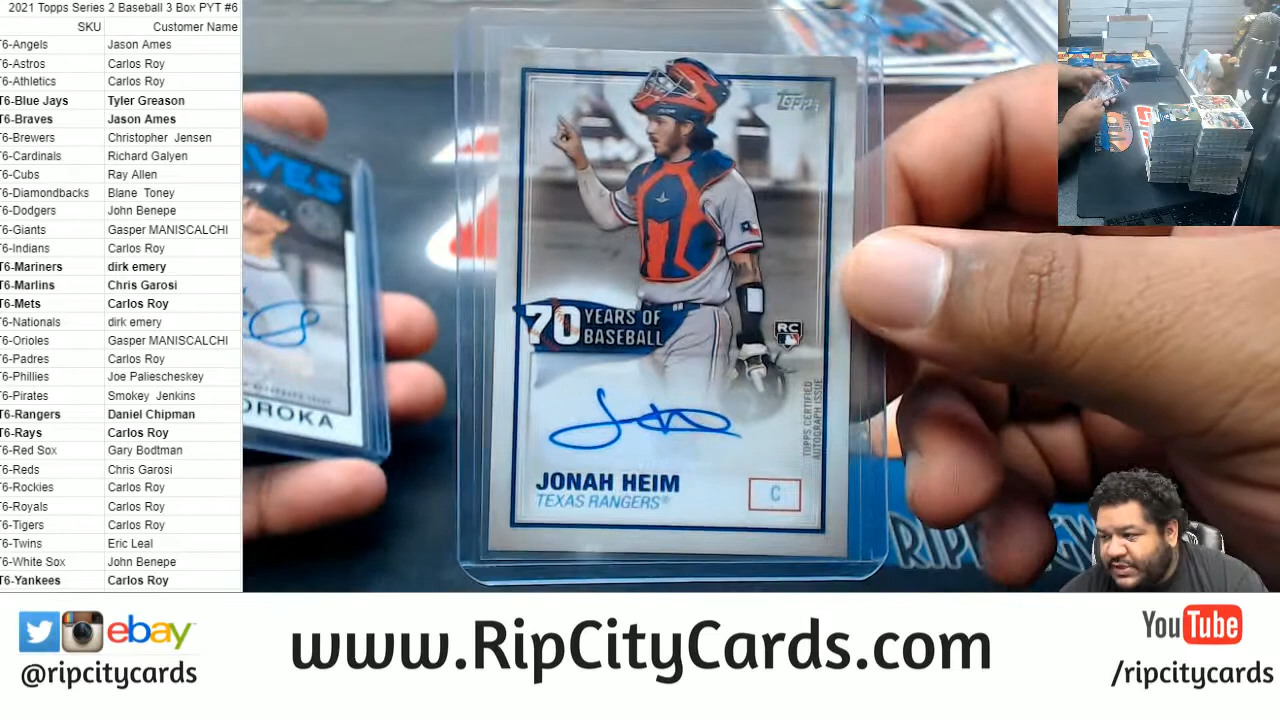 2021 Topps Series 2 Baseball 3 Box PYT #6
SKU Customer Name
T6-Angels Jason Ames
T6-Astros Carlos Roy
T6-Athletics Carlos Roy
T6-Blue Jays Tyler Greason
T6-Braves Jason Ames
T6-Brewers Christopher Jensen
T6-Cardinals Richard Galyen
T6-Cubs Ray Allen
T6-Diamondbacks Blane Toney
T6-Dodgers John Benepe
T6-Giants Gasper MANISCALCHI
T6-Indians Carlos Roy
T6-Mariners dirk emery
T6-Marlins Chris Garosi
T6-Mets Carlos Roy
T6-Nationals dirk emery
T6-Orioles Gasper MANISCALCHI
T6-Padres Carlos Roy
T6-Phillies Joe Paliescheskey
T6-Pirates Smokey Jenkins
T6-Rangers Daniel Chipman
T6-Rays Carlos Roy
T6-Red Sox Gary Bodtman
T6-Reds Chris Garosi
T6-Rockies Carlos Roy
T6-Royals Carlos Roy
T6-Tigers Carlos Roy
T6-Twins Eric Leal
T6-White Sox John Benepe
T6-Yankees Carlos Roy
AVES
OROKA
TOPPS
70 YEARS OF
BASEBALL
RC
TOPPS CERTIFIED
AUTOGRAPH ISSUE
JONAH HEIM
TEXAS RANGERS®
C
ebay
@ripcitycards
www.RipCityCards.com
YouTube
/ripcitycards